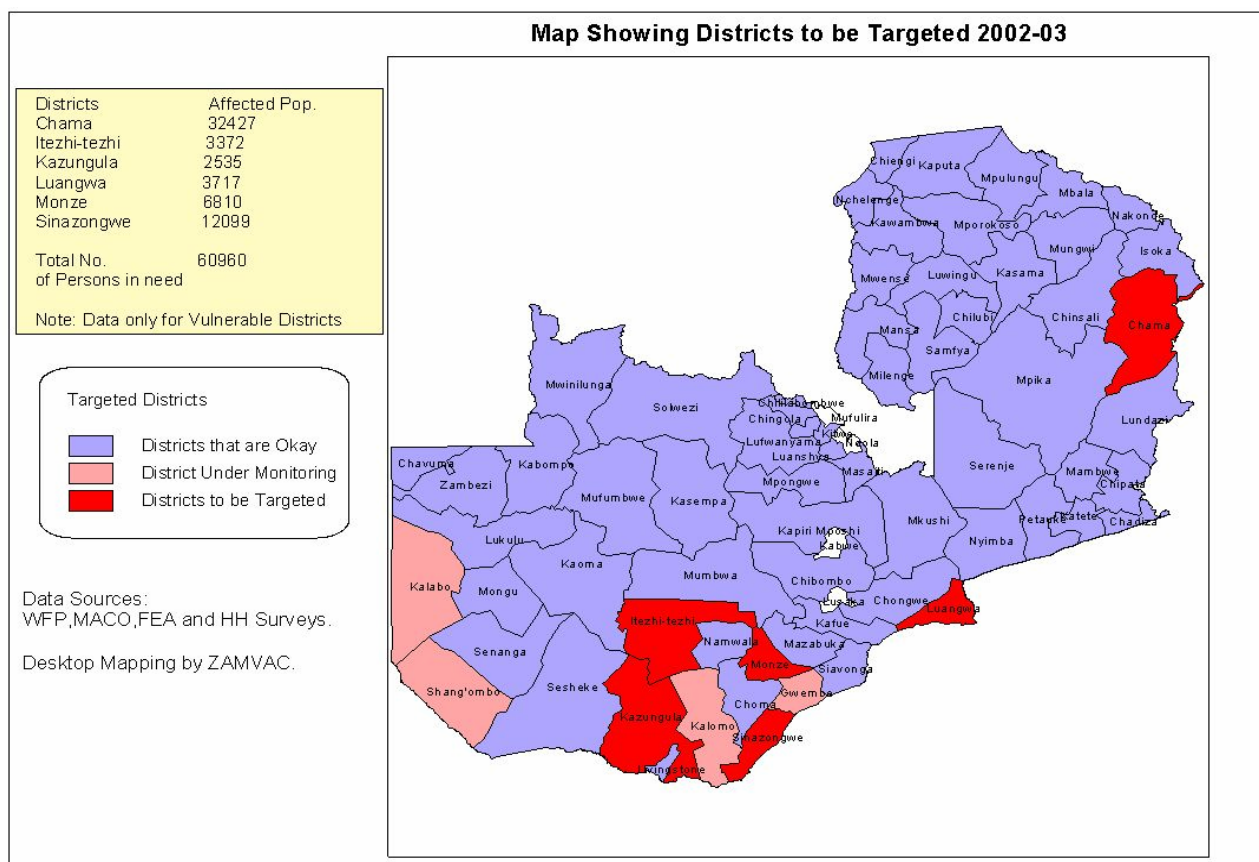 Map Showing Districts to be Targeted 2002-03
Districts Affected Pop.
Chama 32427
Itezhi-tezhi 3372
Kazungula 2535
Luangwa 3717
Monze 6810
Sinazongwe 12099
Total No. 60960
of Persons in need
Note: Data only for Vulnerable Districts
Targeted Districts
Districts that are Okay
District Under Monitoring
Districts to be Targeted
Data Sources:
WFP,MACO,FEA and HH Surveys.
Desktop Mapping by ZAMVAC.
Chiengi
Kaputa
Mpulungu
Mbala
Nchelenge
Nakonde
Kawambwa
Mporokoso
Mungwi
Isoka
Mwense
Luwingu
Kasama
Chilubi
Chinsali
Chama
Mansa
Samfya
Milenge
Mpika
Mwinilunga
Solwezi
Chililabombwe
Mufulira
Chingola
Kitwe
Ndola
Lufwanyama
Luanshya
Masaiti
Lundazi
Chavuma
Kabompo
Zambezi
Mufumbwe
Kasempa
Mpongwe
Serenje
Mambwe
Chipata
Lukulu
Kapiri Mposhi
Mkushi
Petauke
Katete
Chadiza
Kabwe
Nyimba
Kaoma
Kalabo
Mongu
Mumbwa
Chibombo
Lusaka
Chongwe
Luangwa
Itezhi-tezhi
Kafue
Senanga
Namwala
Mazabuka
Monze
Siavonga
Shang'ombo
Sesheke
Choma
Gwembe
Kazungula
Kalomo
Sinazongwe
Livingstone